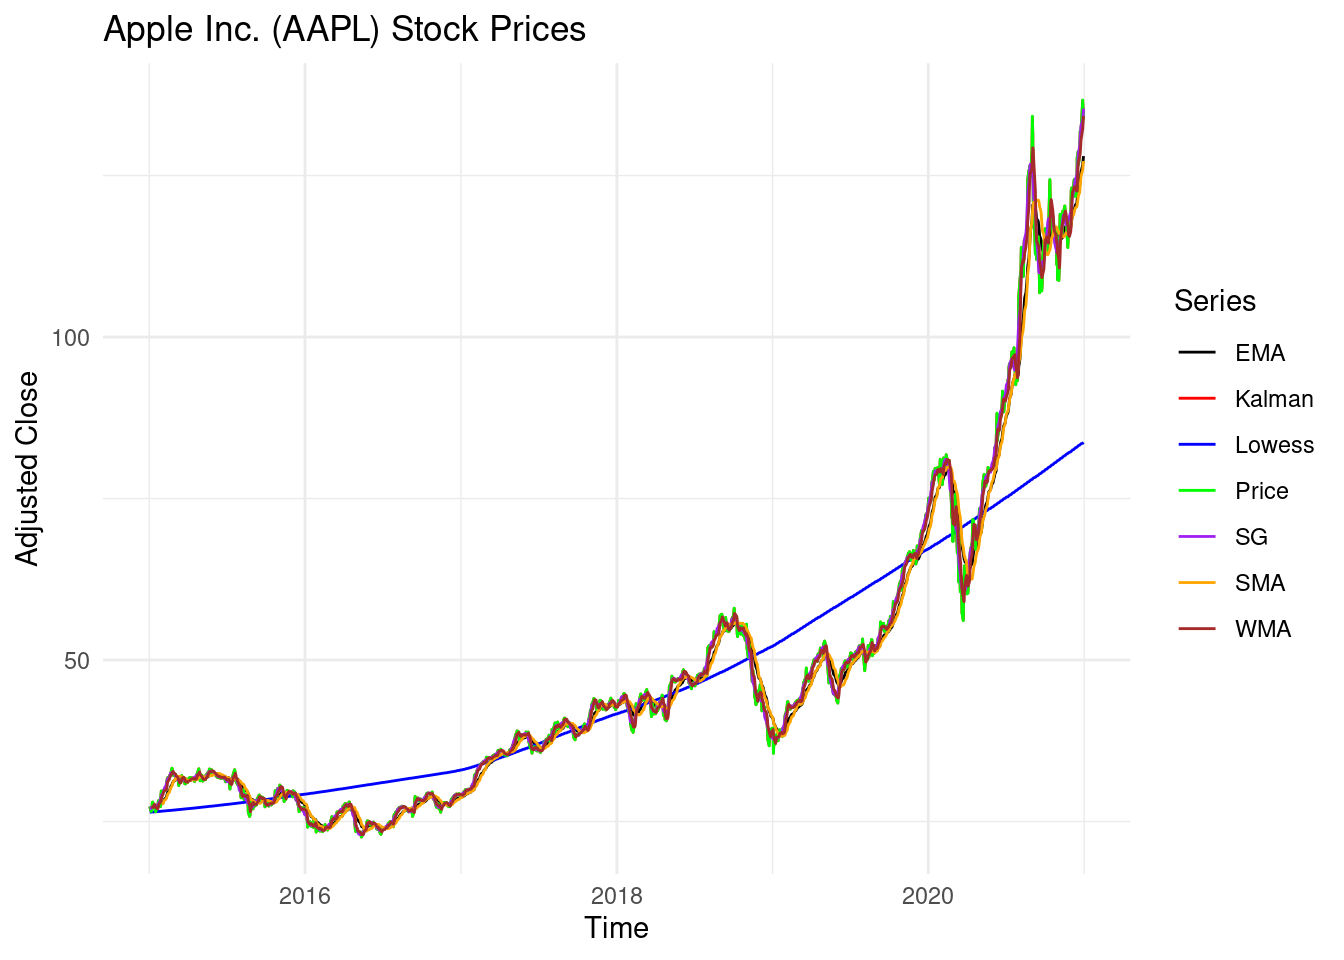 Apple Inc. (AAPL) Stock Prices
Adjusted Close
100
50
2016
2018
2020
Time
Series
EMA
Kalman
Lowess
Price
SG
SMA
WMA